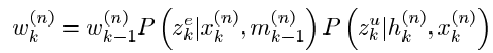 $w_k^{(n)} = w_{k-1}^{(n)} P\left(z_k^e | x_k^{(n)}, m_{k-1}^{(n)}\right) P\left(z_k^u | h_k^{(n)}, x_k^{(n)}\right)$